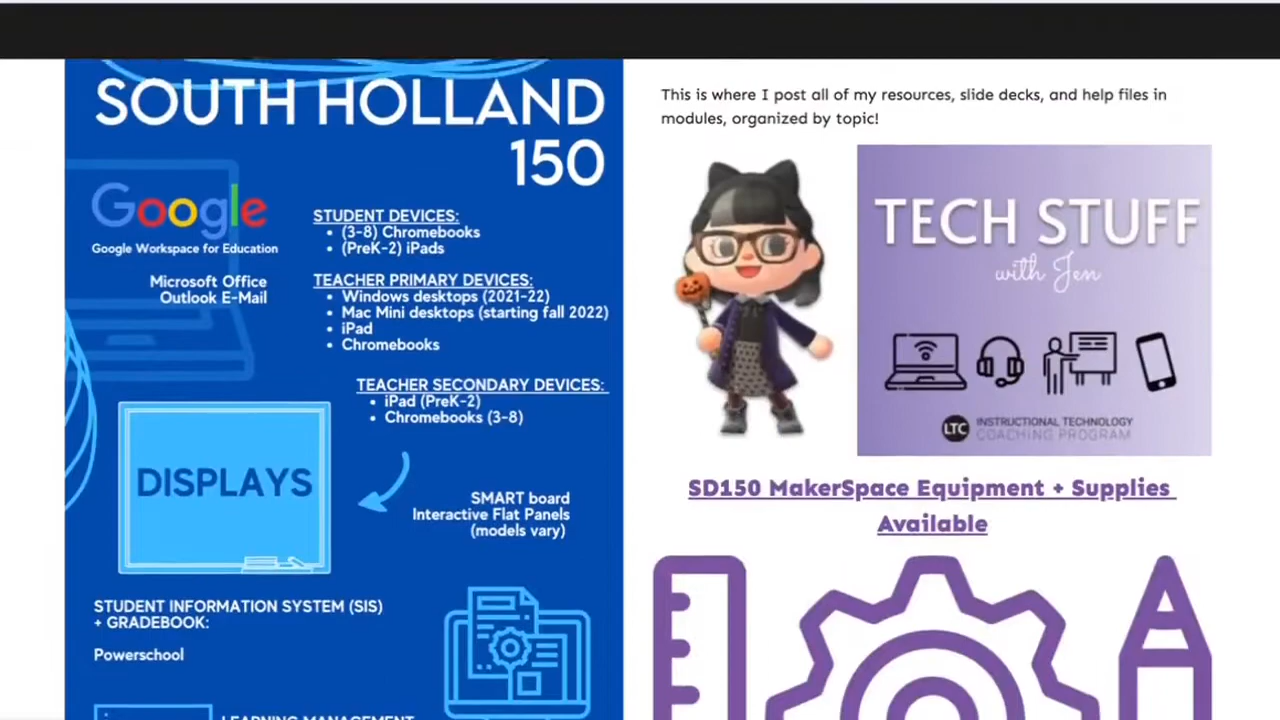 SOUTH HOLLAND
150
Google
Google Workspace for Education
Microsoft Office
Outlook E-Mail
STUDENT DEVICES:
• (3-8) Chromebooks
• (PreK-2) iPads
TEACHER PRIMARY DEVICES:
• Windows desktops (2021-22)
• Mac Mini desktops (starting fall 2022)
• iPad
• Chromebooks
TEACHER SECONDARY DEVICES:
• iPad (PreK-2)
• Chromebooks (3-8)
DISPLAYS
SMART board
Interactive Flat Panels
(models vary)
STUDENT INFORMATION SYSTEM (SIS)
+ GRADEBOOK:
Powerschool
LEARNING MANAGEMENT
This is where I post all of my resources, slide decks, and help files in
modules, organized by topic!
TECH STUFF
with Jen
LTC
INSTRUCTIONAL TECHNOLOGY
COACHING PROGRAM
SD150 MakerSpace Equipment + Supplies
Available